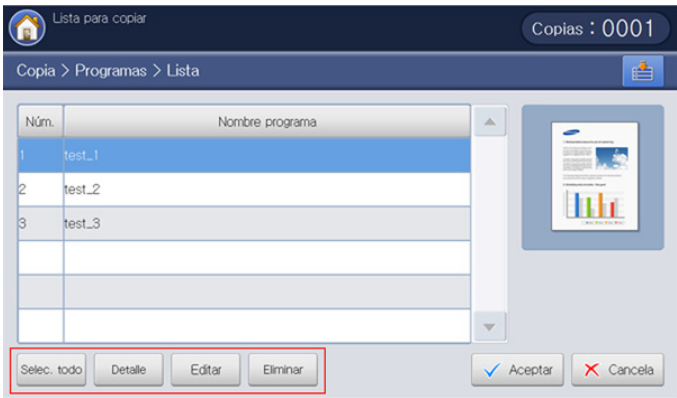 Lista para copiar
Copias : 0001
Copia > Programas > Lista
Núm. Nombre programa
1 test_1
2 test_2
3 test_3
Selec. todo Detalle Editar Eliminar Aceptar Cancela